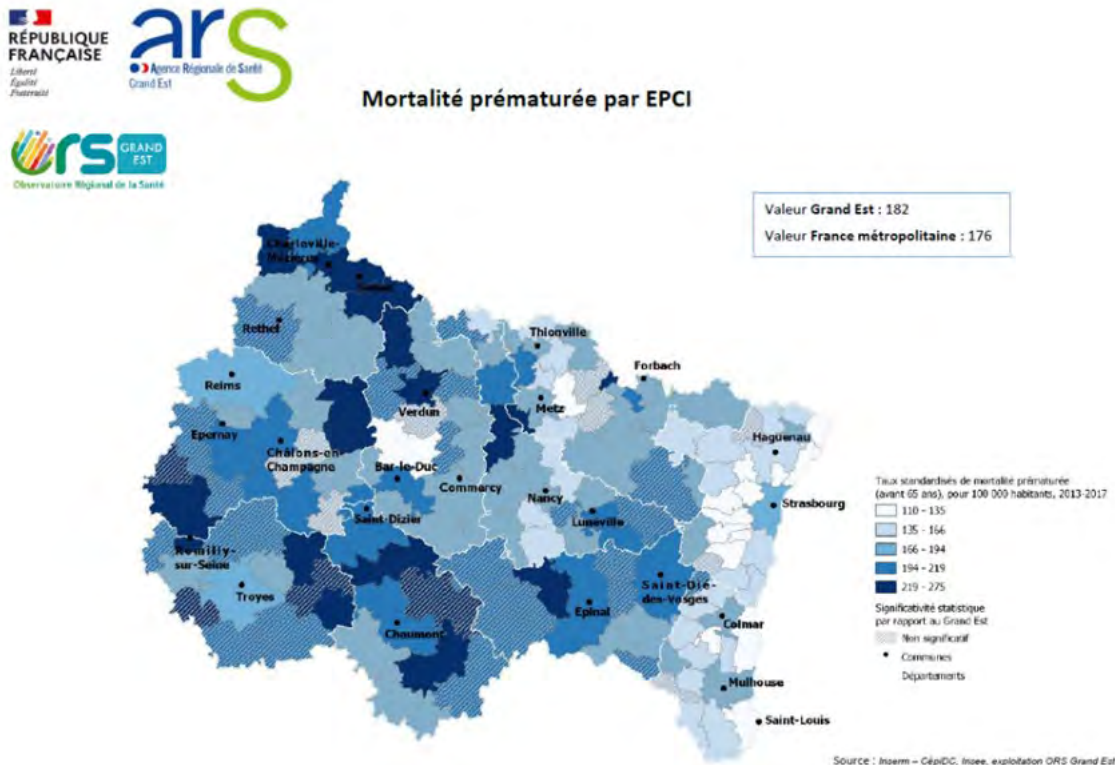 RÉPUBLIQUE
FRANÇAISE
Liberté
Égalité
Fraternité
ars
Agence Régionale de Santé
Grand Est
Mortalité prématurée par EPCI
ORS GRAND
EST
Observatoire Régional de la Santé
Valeur Grand Est : 182
Valeur France métropolitaine : 176
Charleville-
Mézières
Sedan
Rethel
Thionville
Forbach
Reims
Verdun
Metz
Haguenau
Epernay
Châlons-en-
Champagne
Bar-le-Duc
Commercy
Nancy
Strasbourg
Saint-Dizier
Lunéville
Romilly-
sur-Seine
Troyes
Saint-Dié-
des-Vosges
Epinal
Colmar
Chaumont
Mulhouse
Saint-Louis
Taux standardisés de mortalité prématurée
(avant 65 ans), pour 100 000 habitants, 2013-2017
110 - 135
135 - 166
166 - 194
194 - 219
219 - 275
Significativité statistique
par rapport au Grand Est
Non significatif
Communes
Départements
Source : Inserm – CépiDC, Insee, exploitation ORS Grand Est